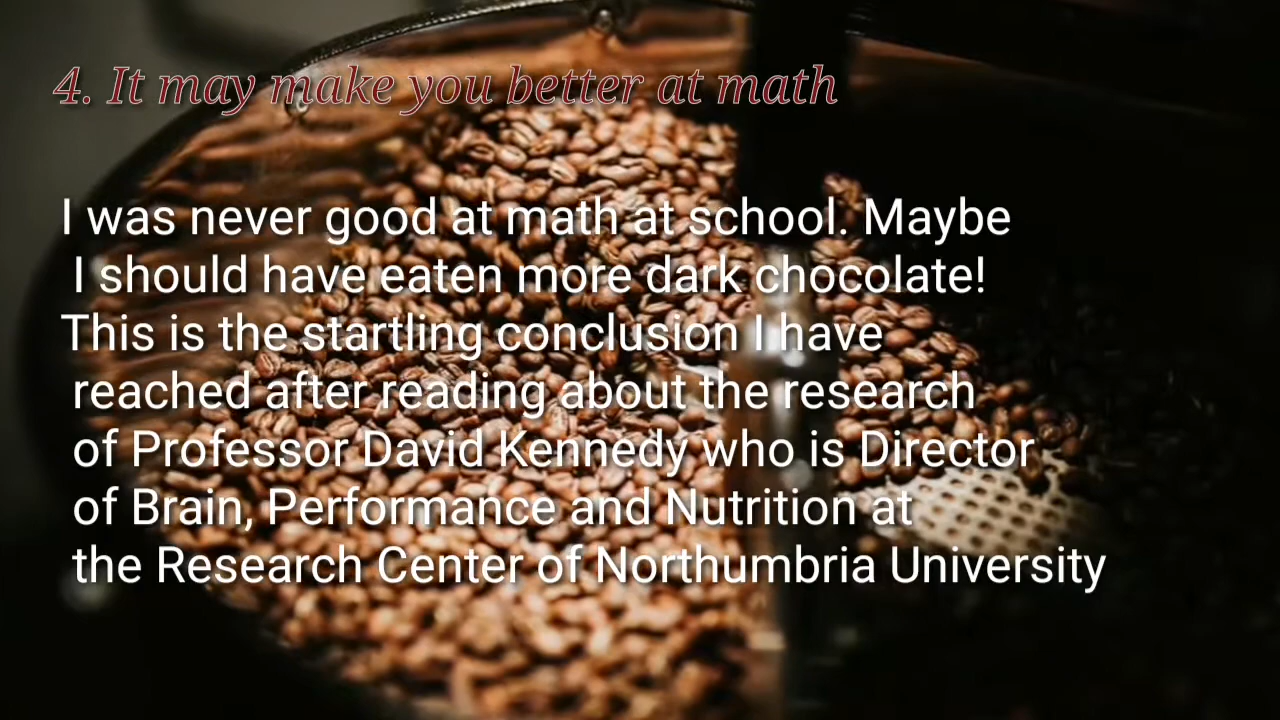 4. It may make you better at math
I was never good at math at school. Maybe
I should have eaten more dark chocolate!
This is the startling conclusion I have
reached after reading about the research
of Professor David Kennedy who is Director
of Brain, Performance and Nutrition at
the Research Center of Northumbria University